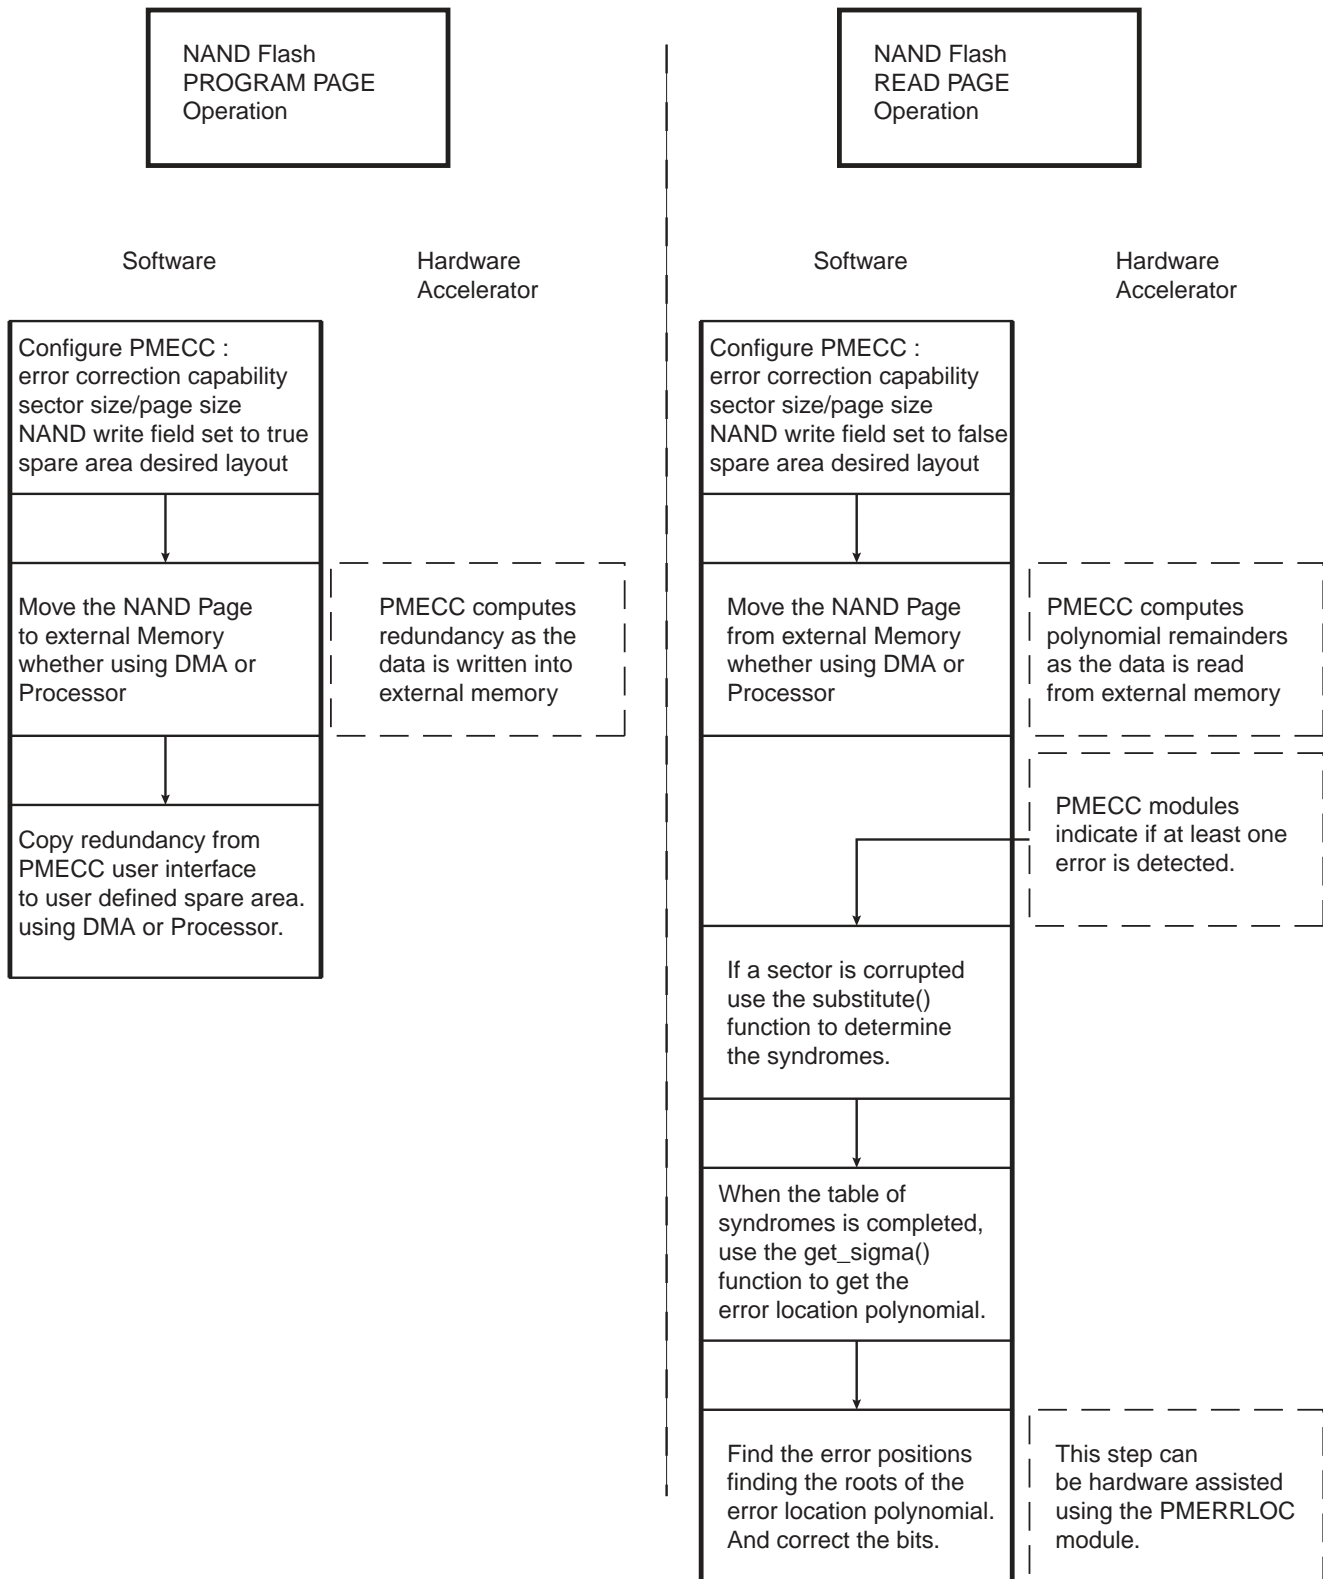 NAND Flash
PROGRAM PAGE
Operation
NAND Flash
READ PAGE
Operation
Software
Hardware
Accelerator
Software
Hardware
Accelerator
Configure PMECC :
error correction capability
sector size/page size
NAND write field set to true
spare area desired layout
Configure PMECC :
error correction capability
sector size/page size
NAND write field set to false
spare area desired layout
Move the NAND Page
to external Memory
whether using DMA or
Processor
PMECC computes
redundancy as the
data is written into
external memory
Move the NAND Page
from external Memory
whether using DMA or
Processor
PMECC computes
polynomial remainders
as the data is read
from external memory
Copy redundancy from
PMECC user interface
to user defined spare area.
using DMA or Processor.
PMECC modules
indicate if at least one
error is detected.
If a sector is corrupted
use the substitute()
function to determine
the syndromes.
When the table of
syndromes is completed,
use the get_sigma()
function to get the
error location polynomial.
Find the error positions
finding the roots of the
error location polynomial.
And correct the bits.
This step can
be hardware assisted
using the PMERRLOC
module.